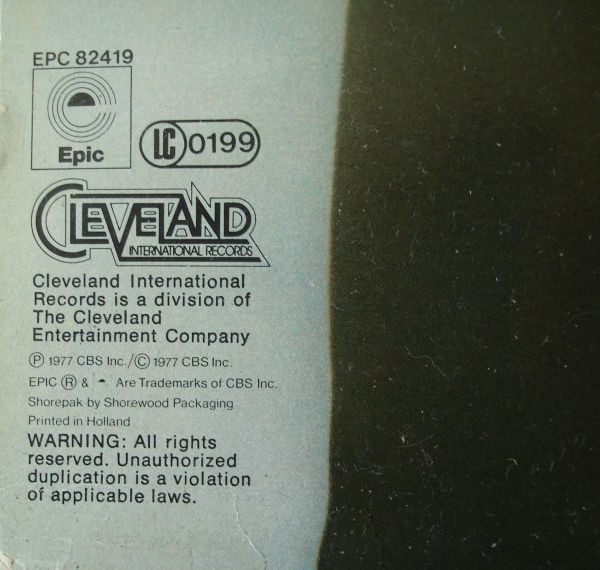 EPC 82419
Epic
LC 0199
CLEVELAND
INTERNATIONAL RECORDS
Cleveland International
Records is a division of
The Cleveland
Entertainment Company
℗ 1977 CBS Inc./© 1977 CBS Inc.
EPIC ® & Are Trademarks of CBS Inc.
Shorepak by Shorewood Packaging
Printed in Holland
WARNING: All rights
reserved. Unauthorized
duplication is a violation
of applicable laws.